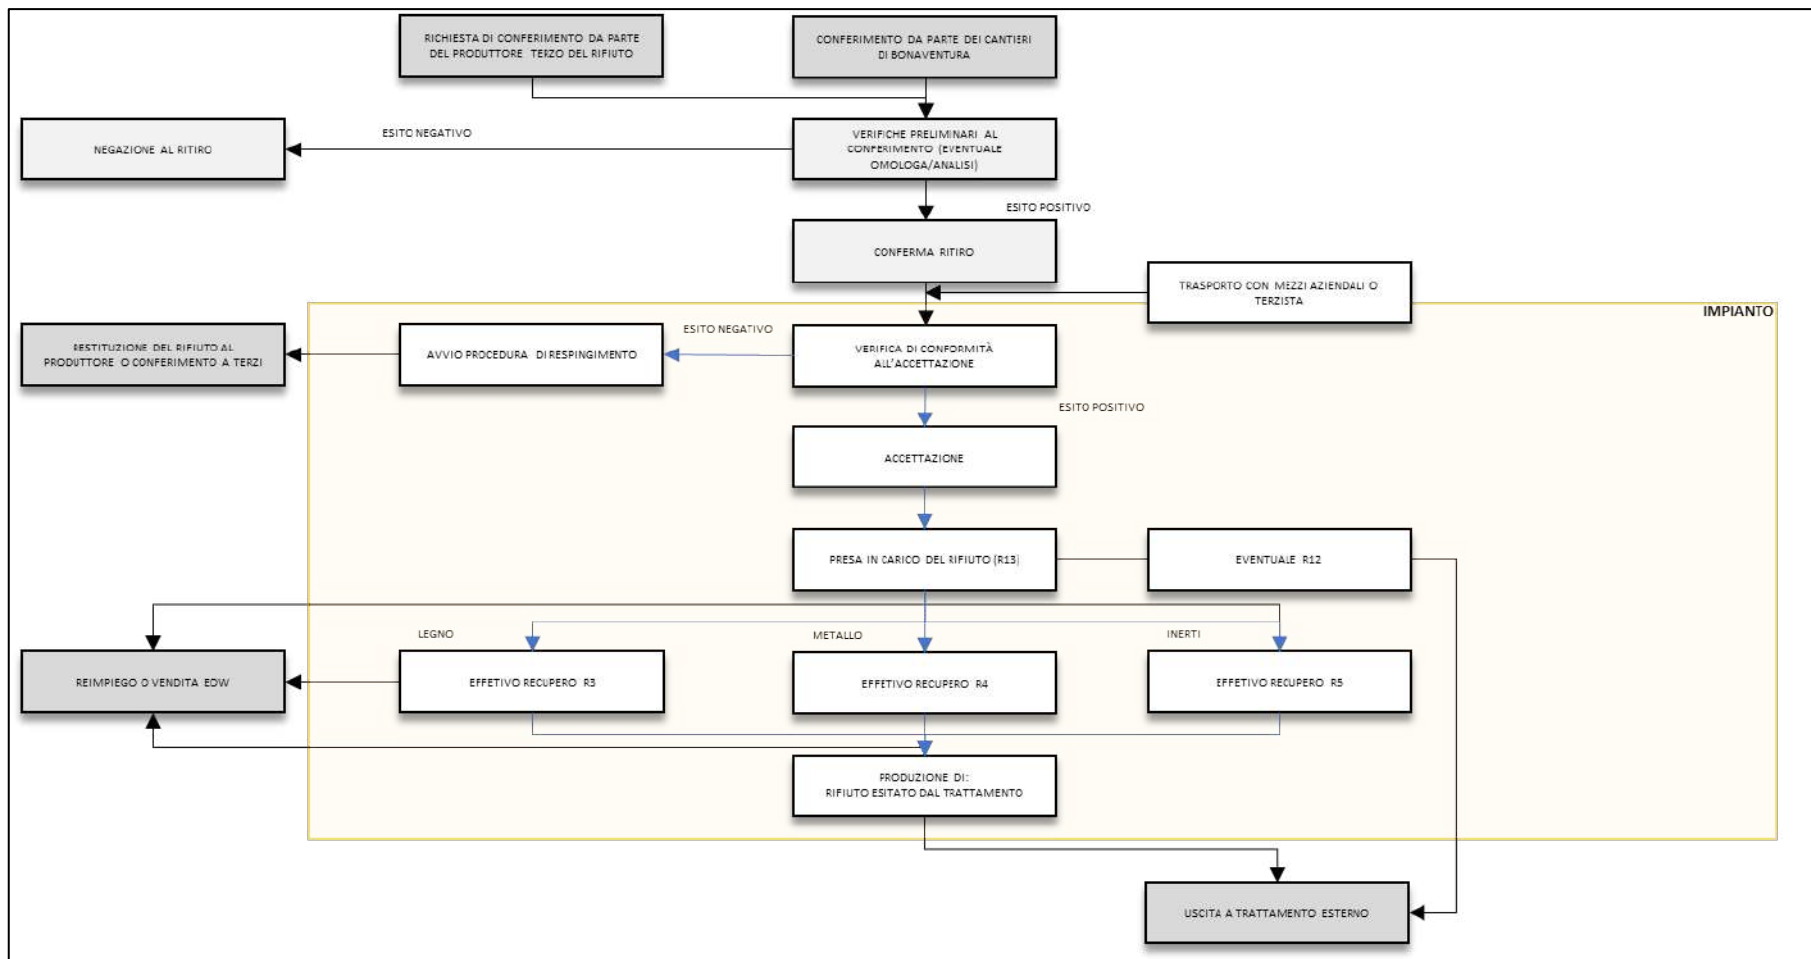 RICHIESTA DI CONFERIMENTO DA PARTE
DEL PRODUTTORE TERZO DEL RIFIUTO
CONFERIMENTO DA PARTE DEI CANTIERI
DI BONAVENTURA
ESITO NEGATIVO
NEGAZIONE AL RITIRO
VERIFICHE PRELIMINARI AL
CONFERIMENTO (EVENTUALE
OMOLOGA/ANALISI)
ESITO POSITIVO
CONFERMA RITIRO
TRASPORTO CON MEZZI AZIENDALI O
TERZISTA
IMPIANTO
RESTITUZIONE DEL RIFIUTO AL
PRODUTTORE O CONFERIMENTO A TERZI
AVVIO PROCEDURA DI RESPINGIMENTO
ESITO NEGATIVO
VERIFICA DI CONFORMITÀ
ALL'ACCETTAZIONE
ESITO POSITIVO
ACCETTAZIONE
PRESA IN CARICO DEL RIFIUTO (R13)
EVENTUALE R12
LEGNO
METALLO
INERTI
REIMPIEGO O VENDITA EOW
EFFETIVO RECUPERO R3
EFFETIVO RECUPERO R4
EFFETIVO RECUPERO R5
PRODUZIONE DI:
RIFIUTO ESITATO DAL TRATTAMENTO
USCITA A TRATTAMENTO ESTERNO